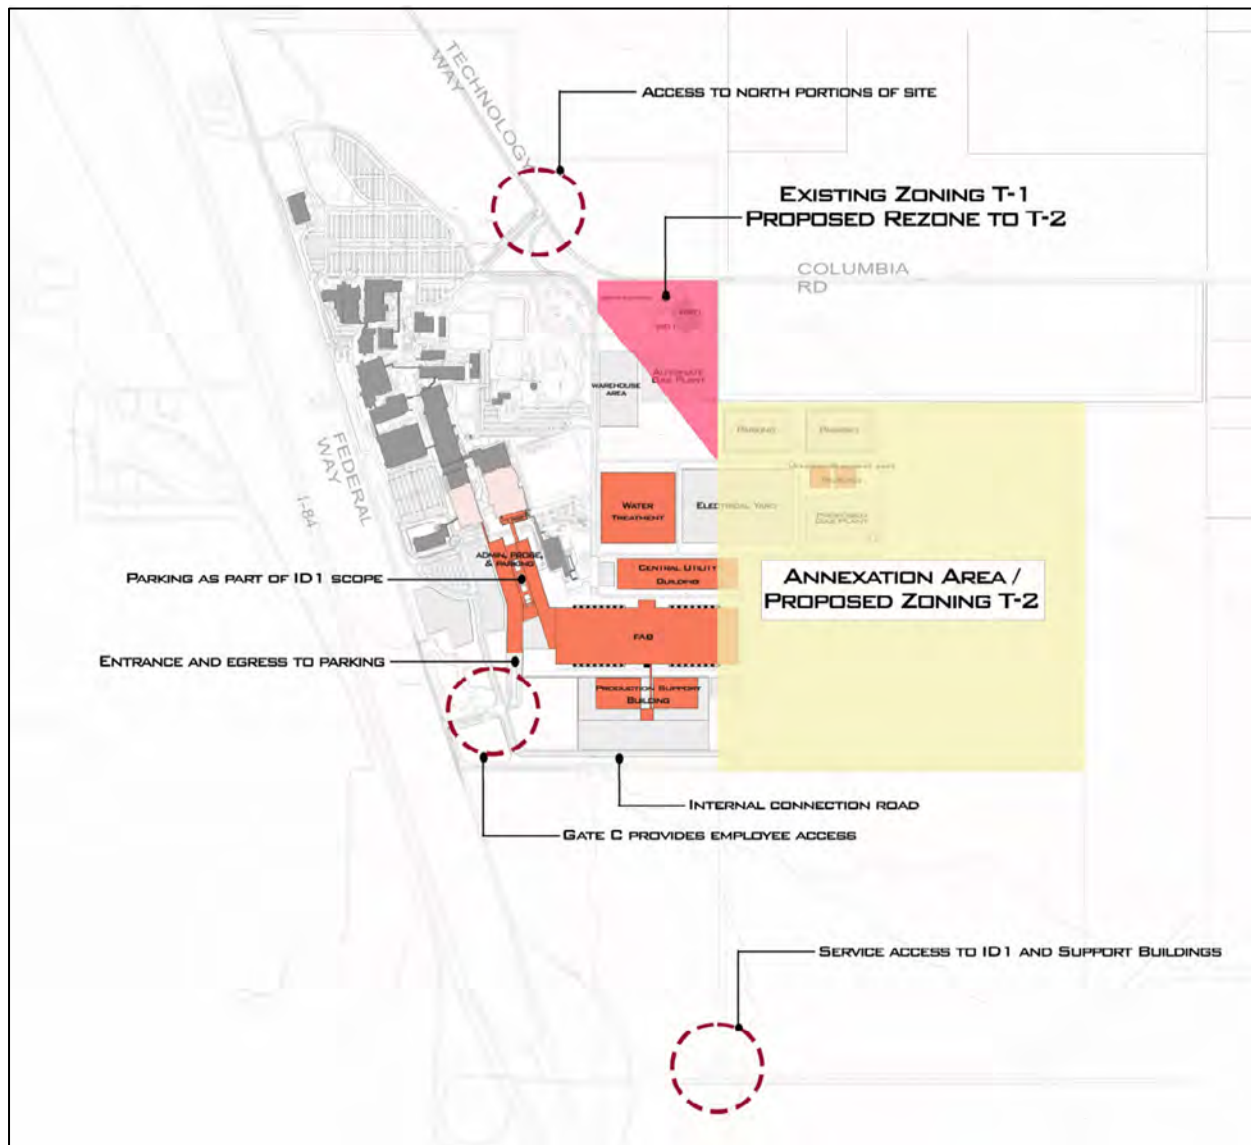 TECHNOLOGY
WAY
ACCESS TO NORTH PORTIONS OF SITE
EXISTING ZONING T-1
PROPOSED REZONE TO T-2
COLUMBIA
RD
WAREHOUSE
AREA
ALTERNATE
GAS PLANT
PARKING
PARKING
FEDERAL
WAY
I-84
WATER
TREATMENT
ELECTRICAL YARD
PROPOSED
GAS PLANT
ADMIN, PROBE,
& PARKING
CENTRAL UTILITY
BUILDING
PARKING AS PART OF ID1 SCOPE
ANNEXATION AREA /
PROPOSED ZONING T-2
FAB
ENTRANCE AND EGRESS TO PARKING
PRODUCTION SUPPORT
BUILDING
INTERNAL CONNECTION ROAD
GATE C PROVIDES EMPLOYEE ACCESS
SERVICE ACCESS TO ID1 AND SUPPORT BUILDINGS